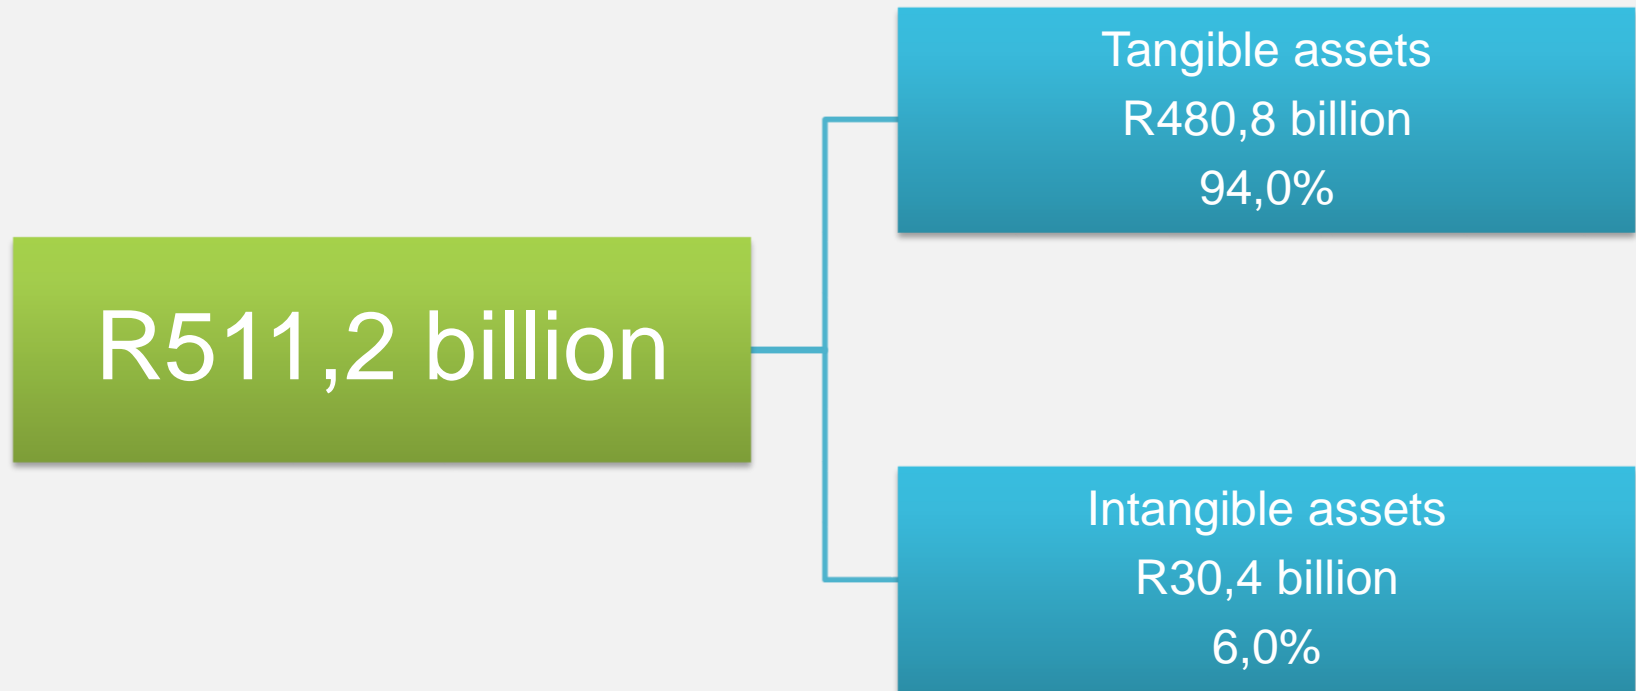 R511,2 billion
Tangible assets
R480,8 billion
94,0%
Intangible assets
R30,4 billion
6,0%